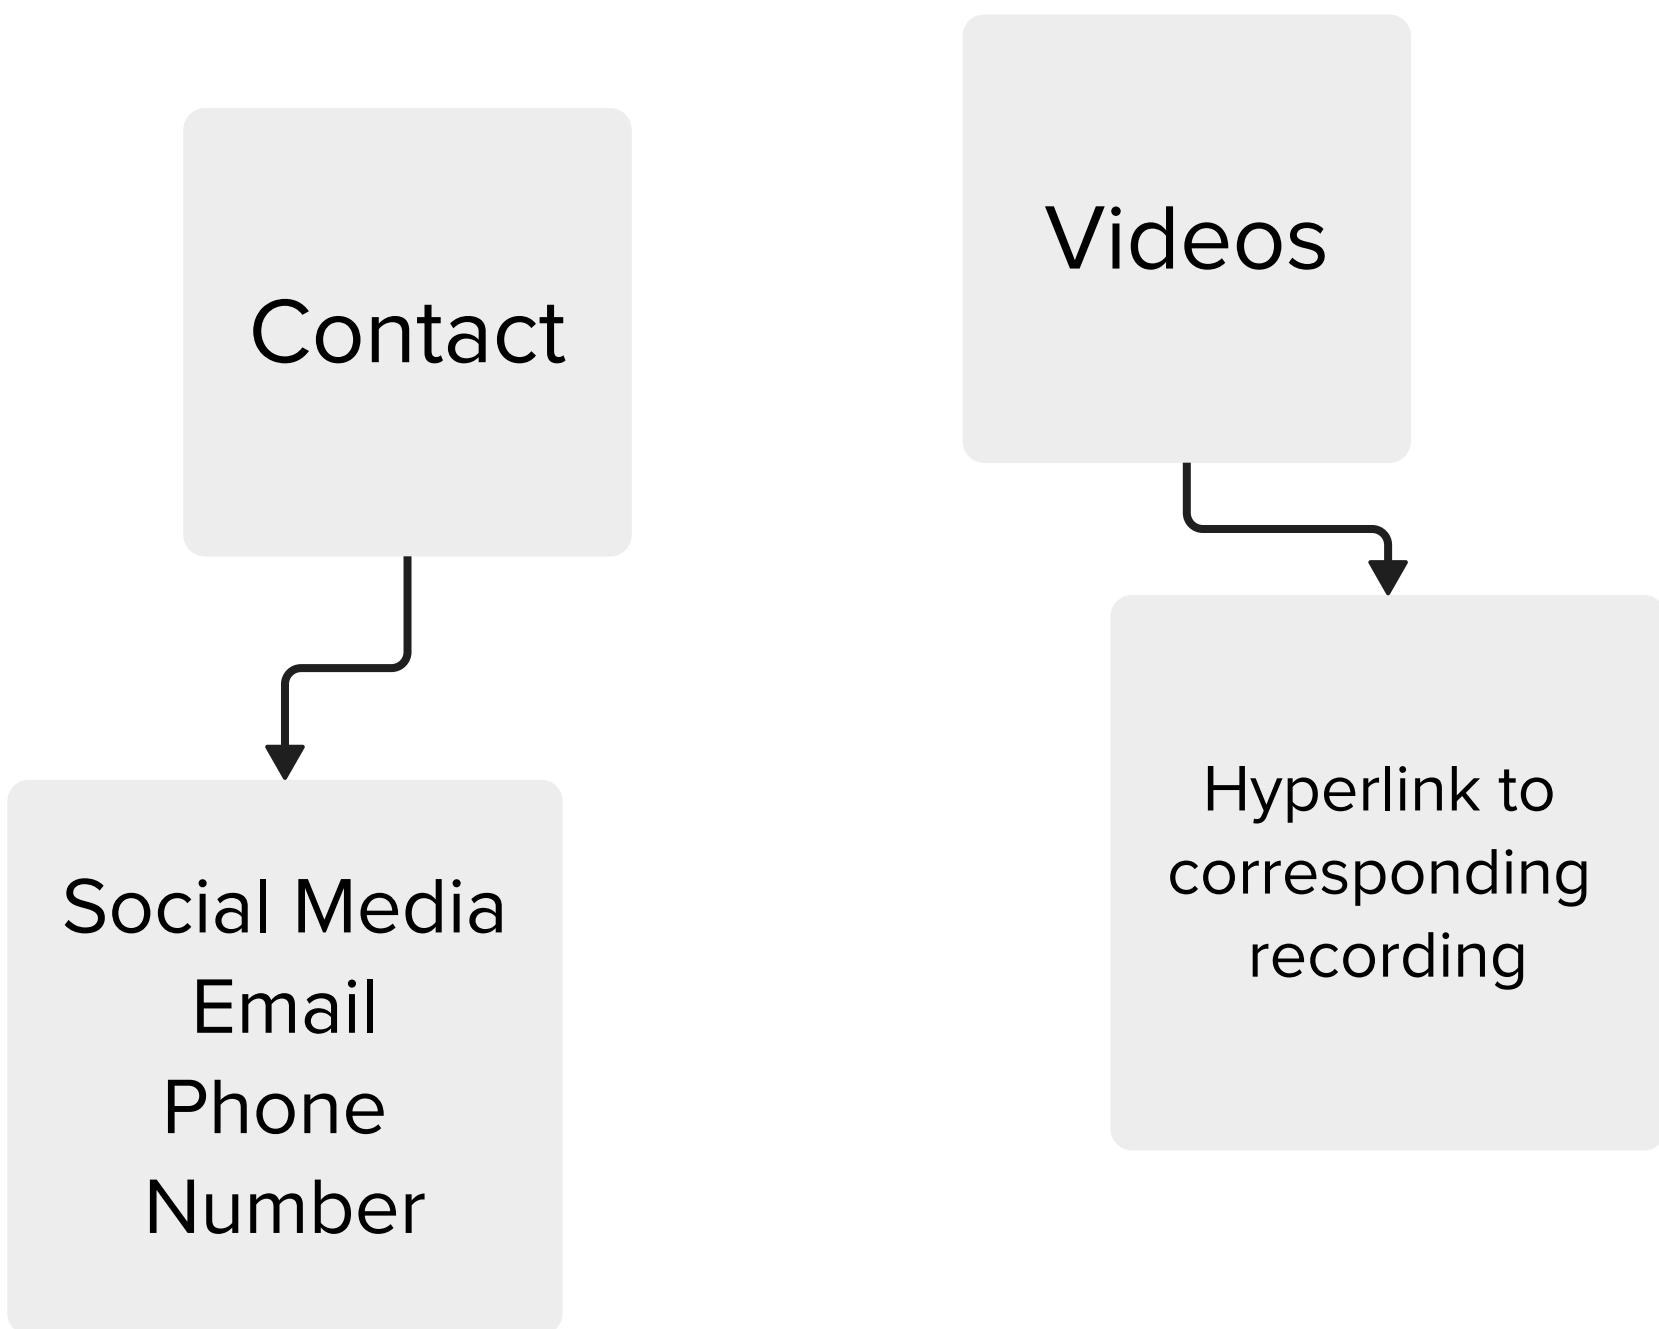 Contact
Videos
Social Media
Email
Phone
Number
Hyperlink to
corresponding
recording